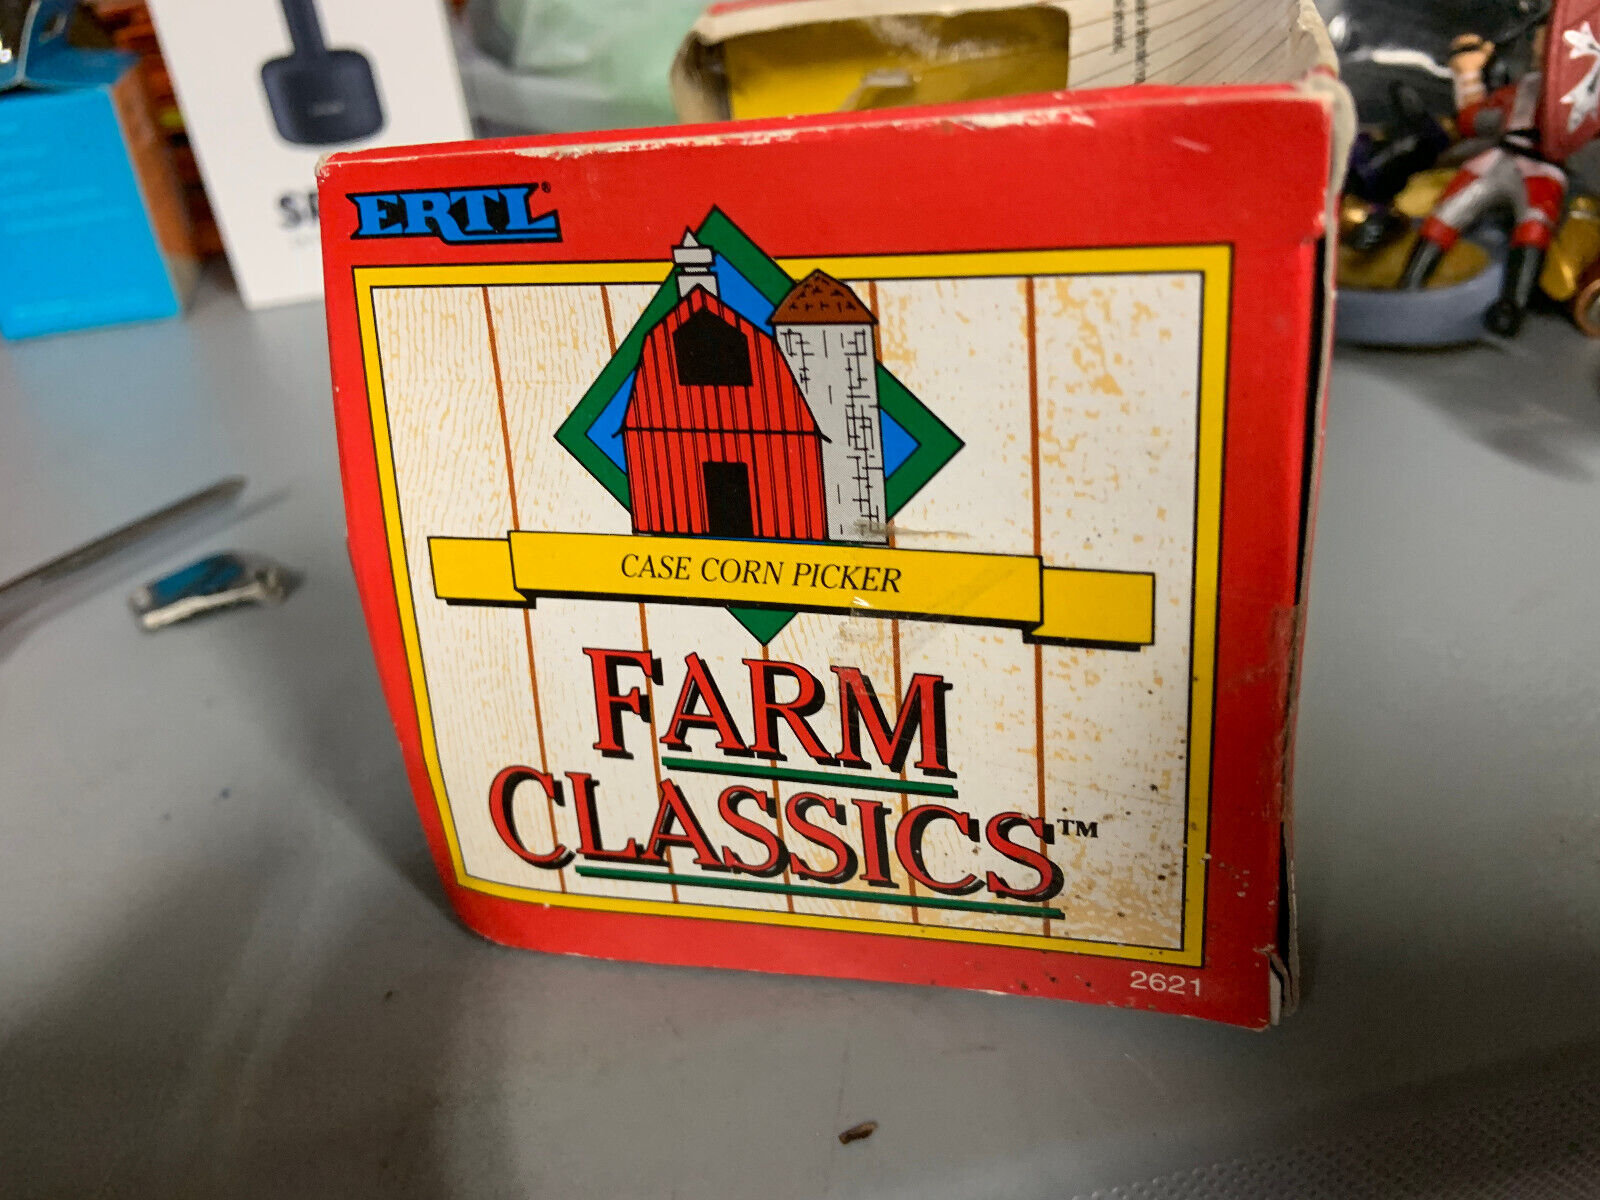 ERTL®
CASE CORN PICKER
FARM
CLASSICS™
2621